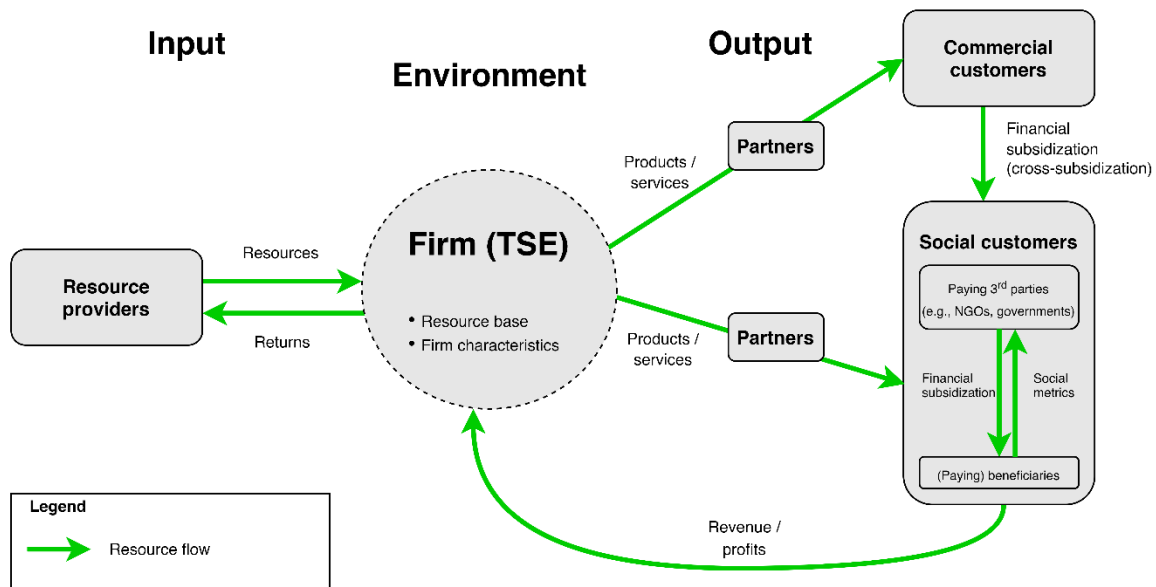 Input
Environment
Output
Commercial
customers
Partners
Products /
services
Financial
subsidization
(cross-subsidization)
Resource
providers
Resources
Returns
Firm (TSE)
• Resource base
• Firm characteristics
Products /
services
Partners
Social customers
Paying 3rd parties
(e.g., NGOs, governments)
Financial
subsidization
Social
metrics
(Paying) beneficiaries
Revenue /
profits
Legend
Resource flow